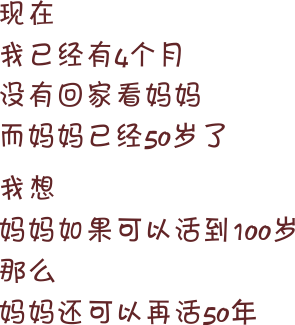 现在
我已经有4个月
没有回家看妈妈
而妈妈已经50岁了
我想
妈妈如果可以活到100岁
那么
妈妈还可以再活50年